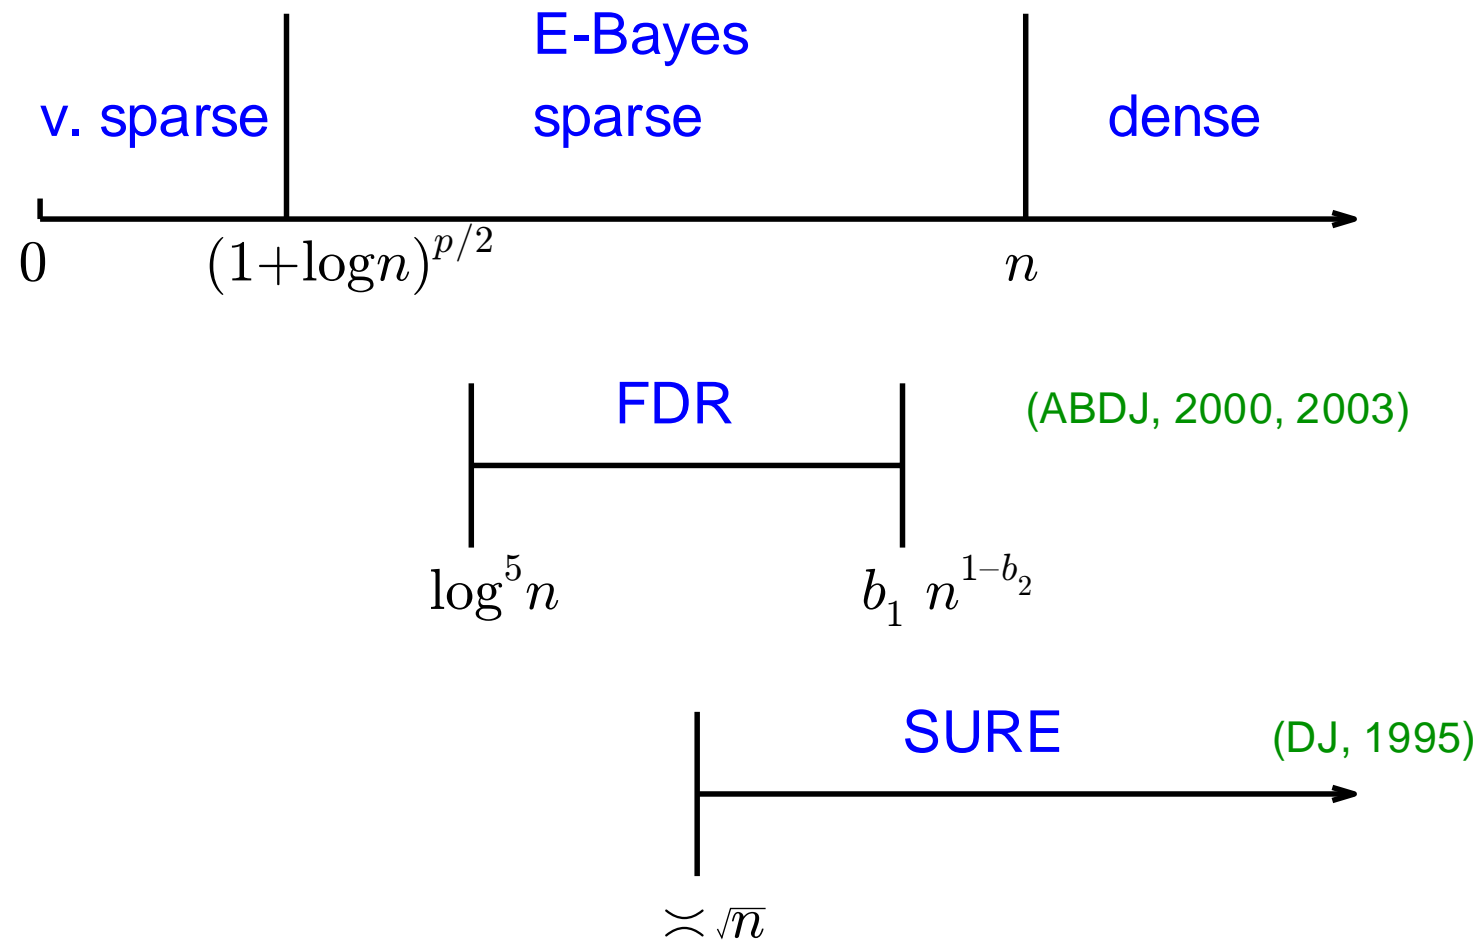 E-Bayes
v. sparse sparse dense
0 (1+logn)^{p/2} n
FDR (ABDJ, 2000, 2003)
log^5 n b_1 n^{1−b_2}
SURE (DJ, 1995)
≍ √n